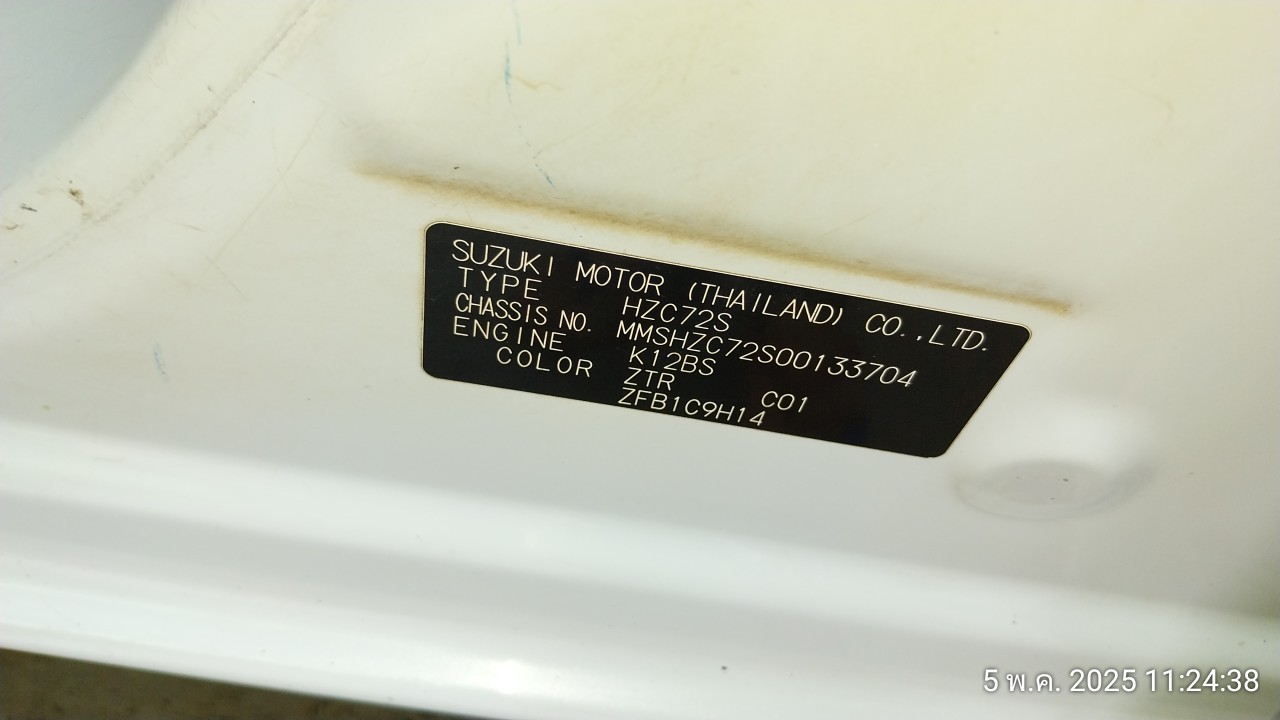 SUZUKI MOTOR (THAILAND) CO.,LTD.
TYPE HZC72S
CHASSIS NO. MMSHZC72S00133704
ENGINE K12BS
COLOR ZTR C01
ZFB1C9H14
5 พ.ค. 2025 11:24:38